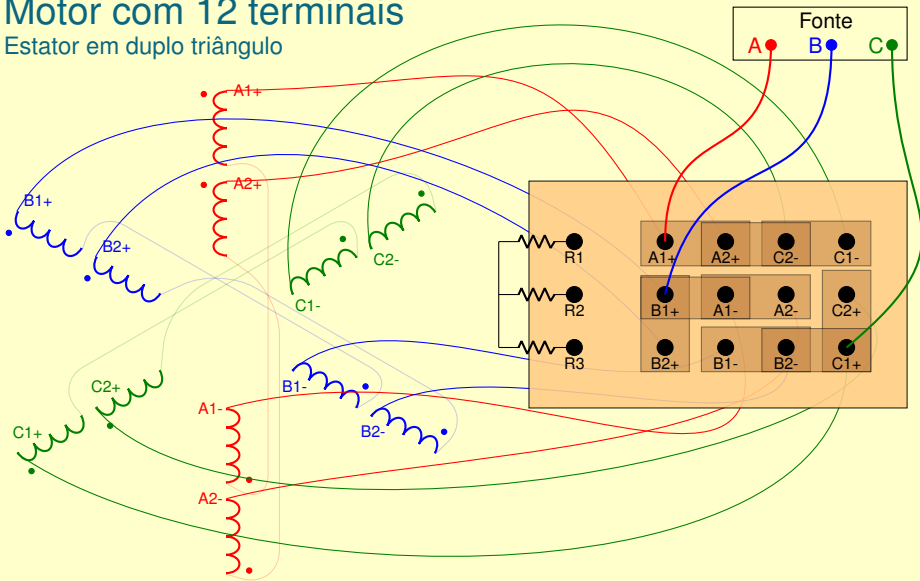 Motor com 12 terminais
Estator em duplo triângulo
Fonte
A B C
A1+
A2+
B1+
B2+
C2-
C1-
R1 A1+ A2+ C2- C1-
R2 B1+ A1- A2- C2+
R3 B2+ B1- B2- C1+
B1-
C2+
A1-
B2-
C1+
A2-